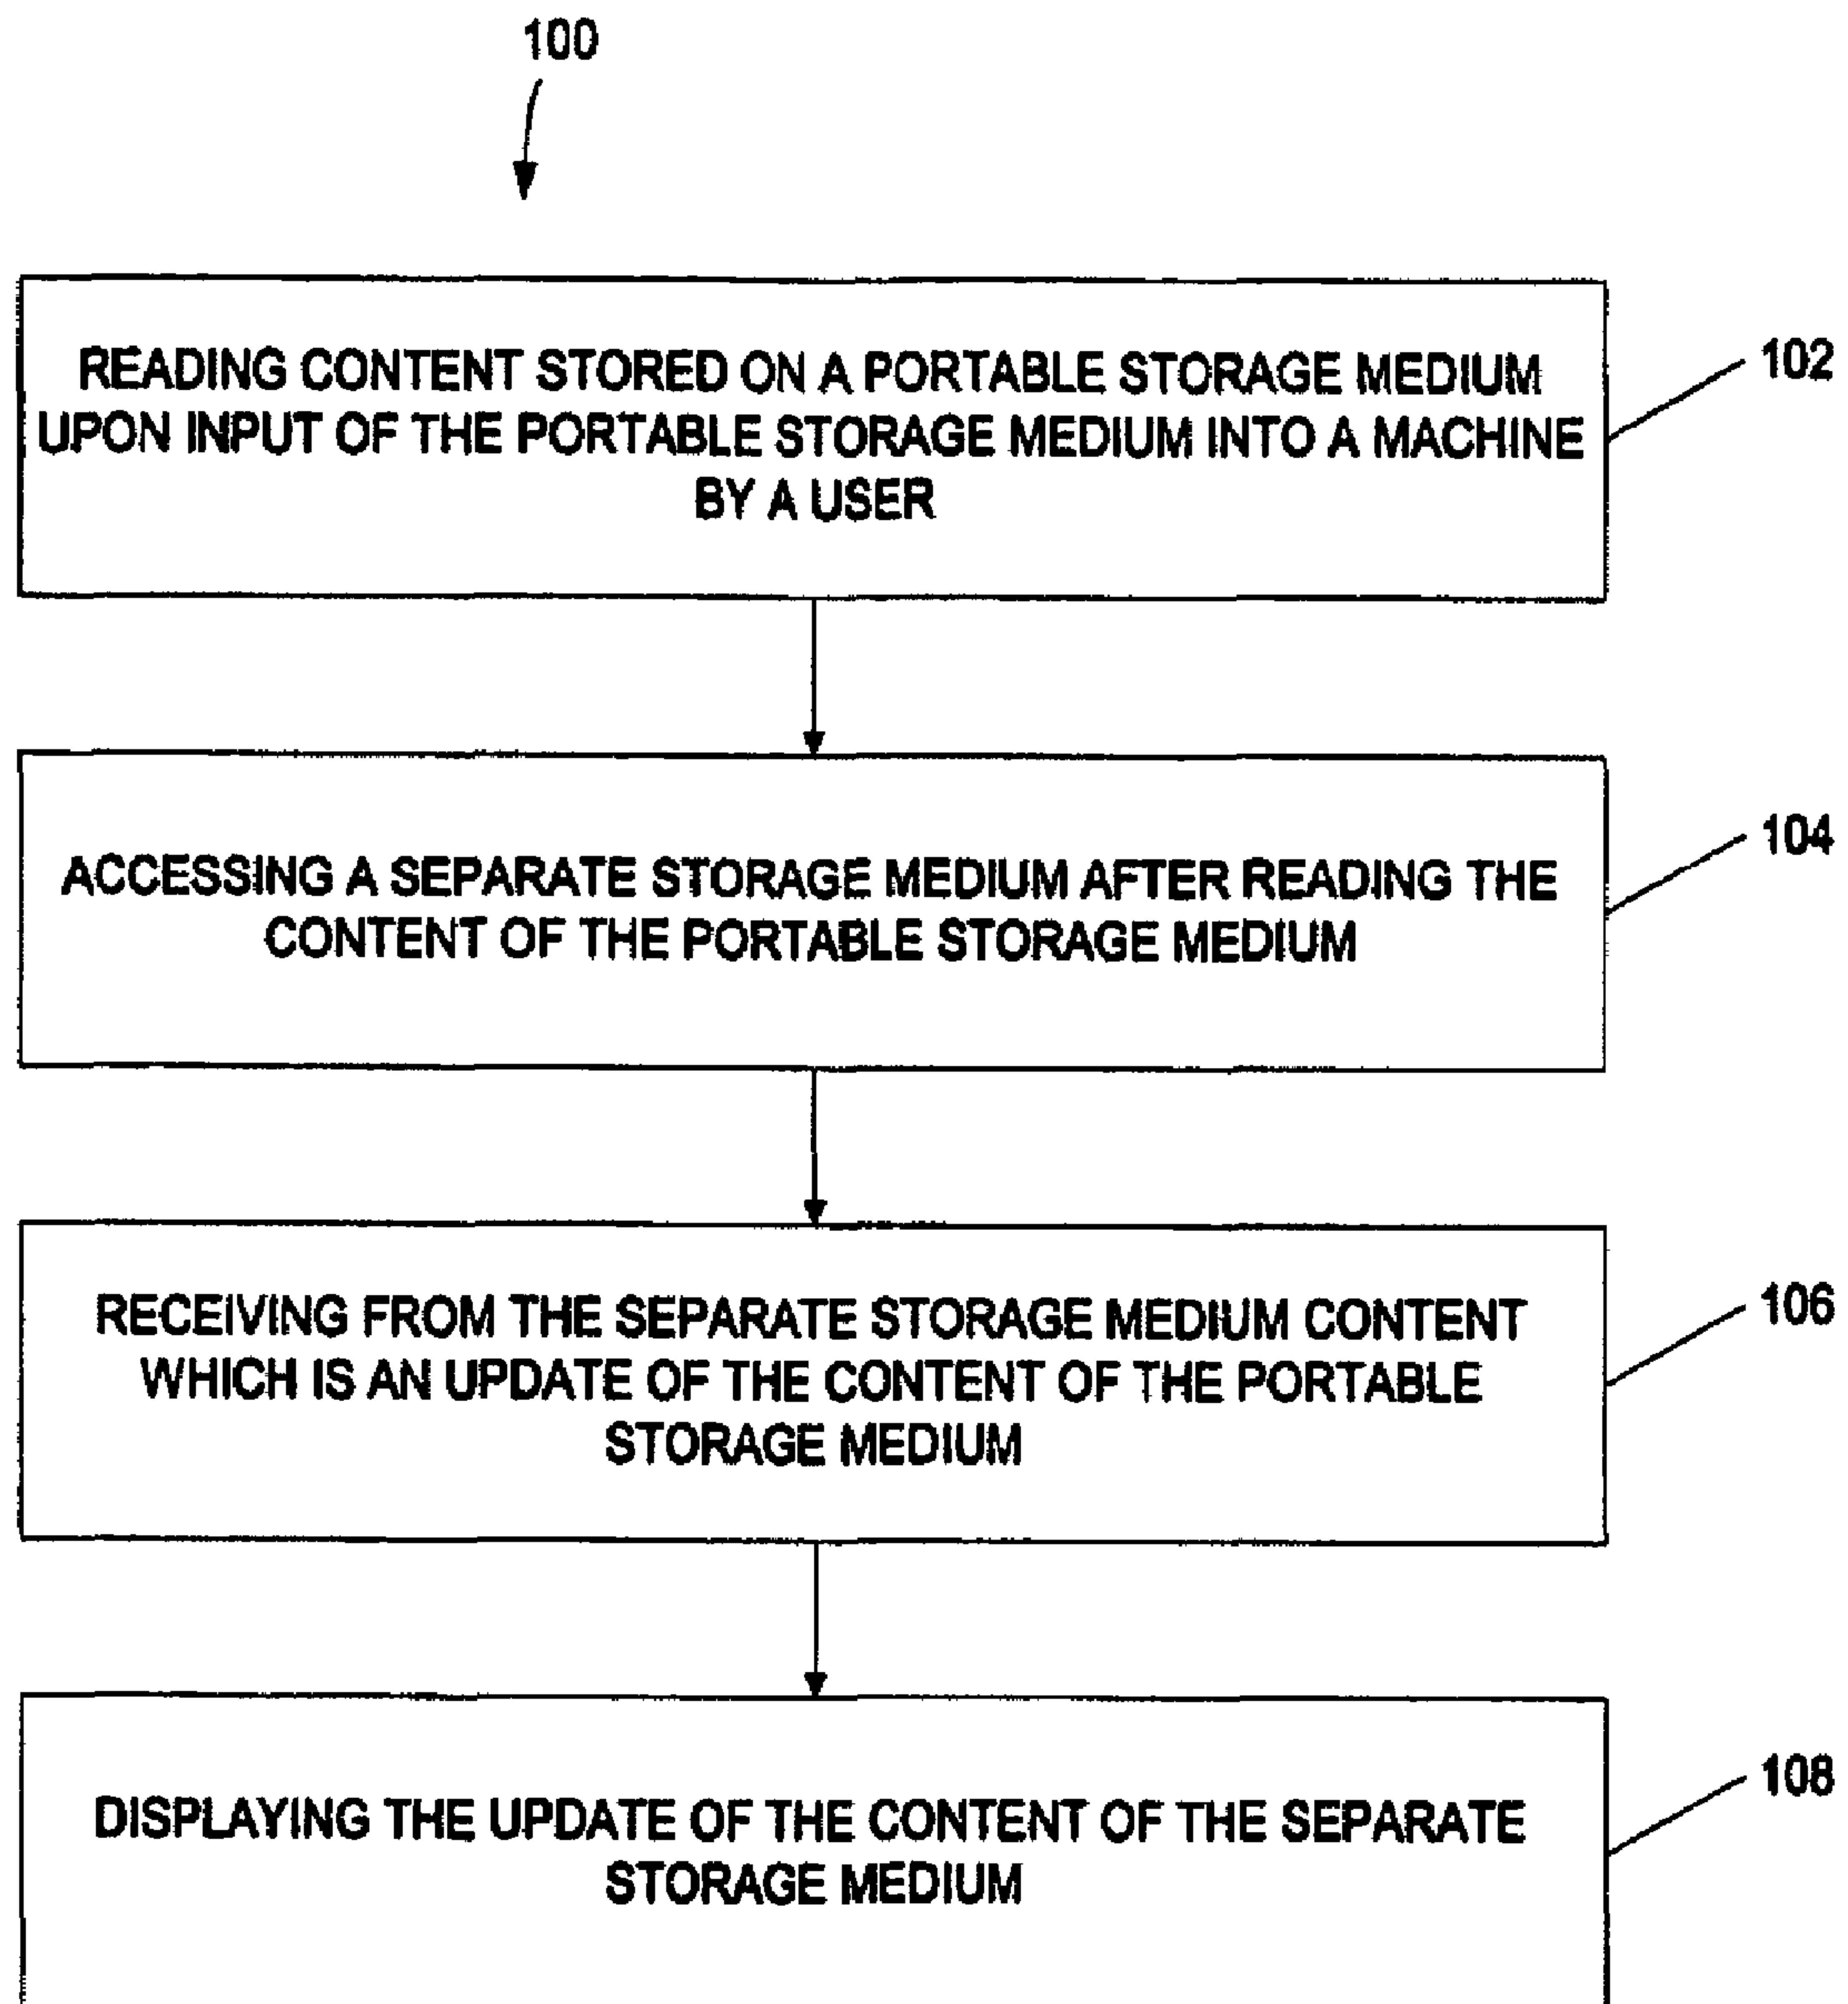 100
READING CONTENT STORED ON A PORTABLE STORAGE MEDIUM
UPON INPUT OF THE PORTABLE STORAGE MEDIUM INTO A MACHINE
BY A USER
102
ACCESSING A SEPARATE STORAGE MEDIUM AFTER READING THE
CONTENT OF THE PORTABLE STORAGE MEDIUM
104
RECEIVING FROM THE SEPARATE STORAGE MEDIUM CONTENT
WHICH IS AN UPDATE OF THE CONTENT OF THE PORTABLE
STORAGE MEDIUM
106
DISPLAYING THE UPDATE OF THE CONTENT OF THE SEPARATE
STORAGE MEDIUM
108